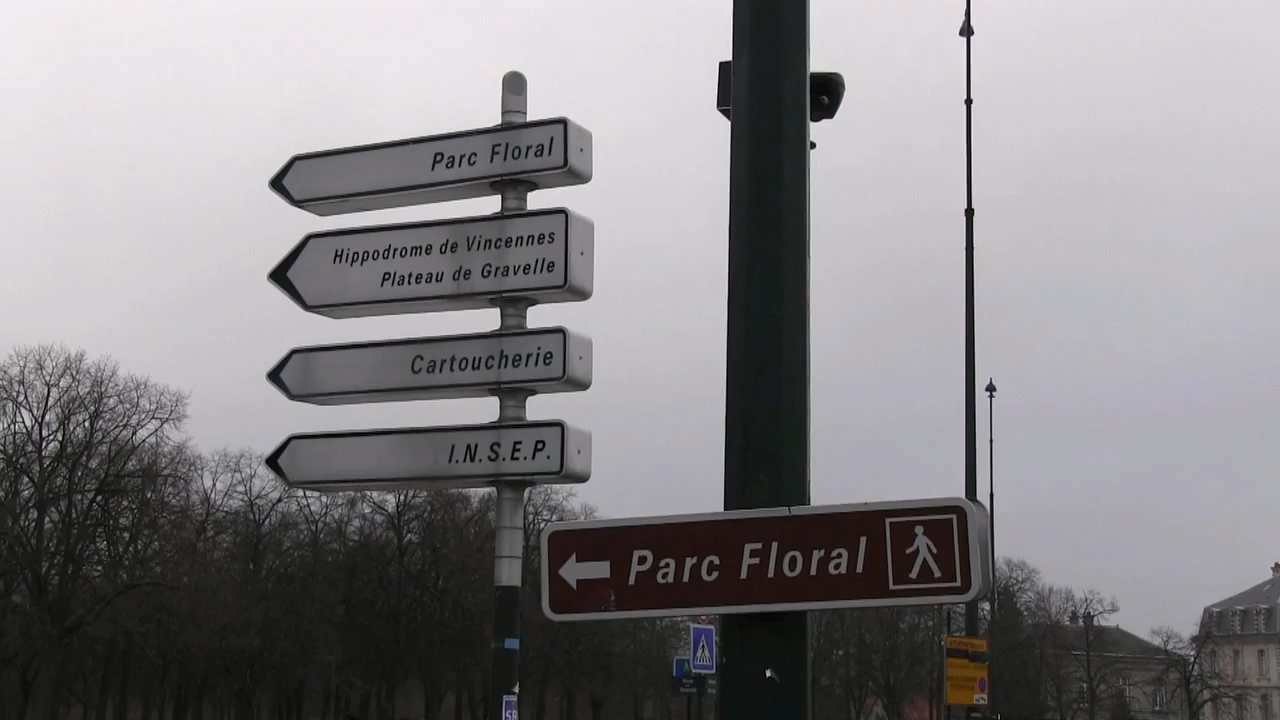 Parc Floral
Hippodrome de Vincennes
Plateau de Gravelle
Cartoucherie
I.N.S.E.P.
Parc Floral